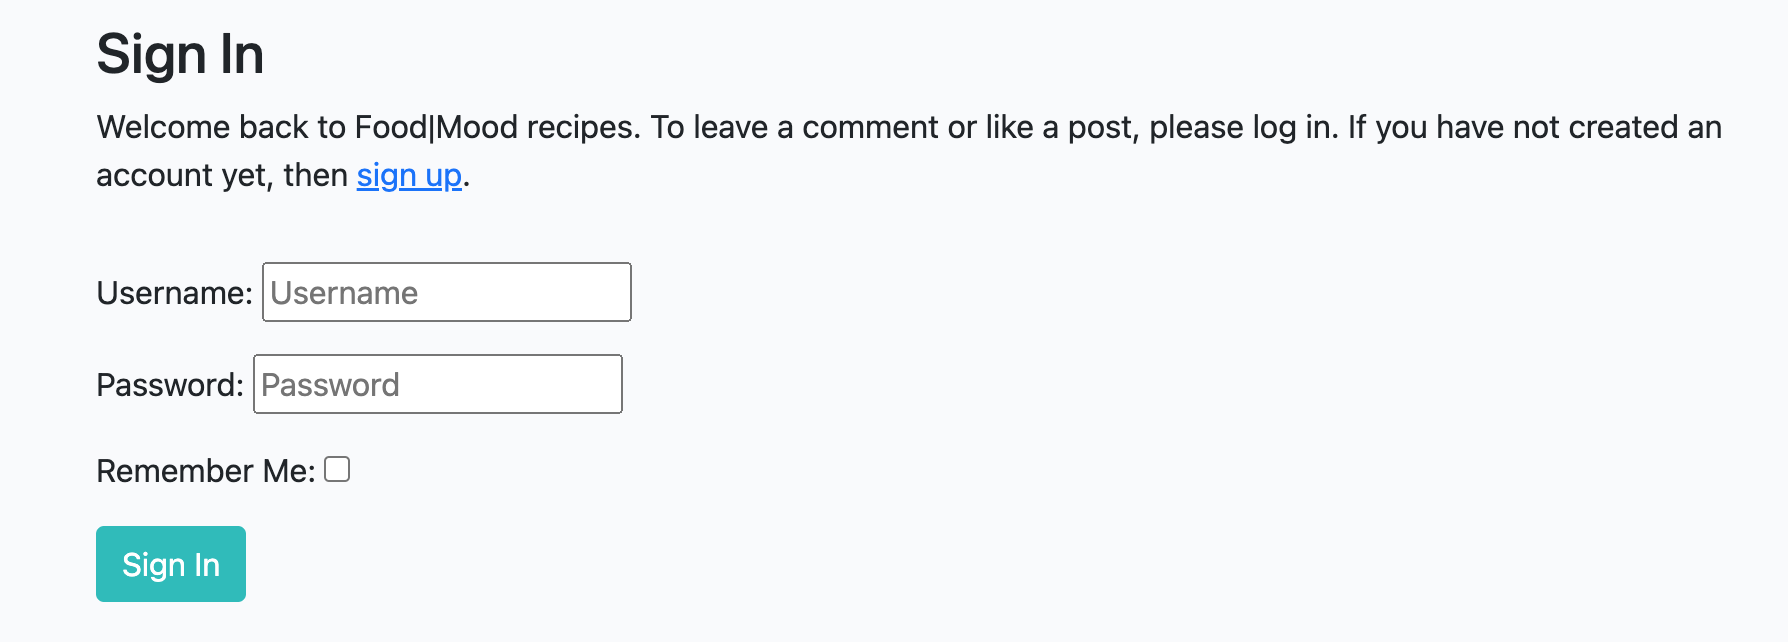 Sign In
Welcome back to Food|Mood recipes. To leave a comment or like a post, please log in. If you have not created an
account yet, then sign up.
Username: Username
Password: Password
Remember Me:
Sign In